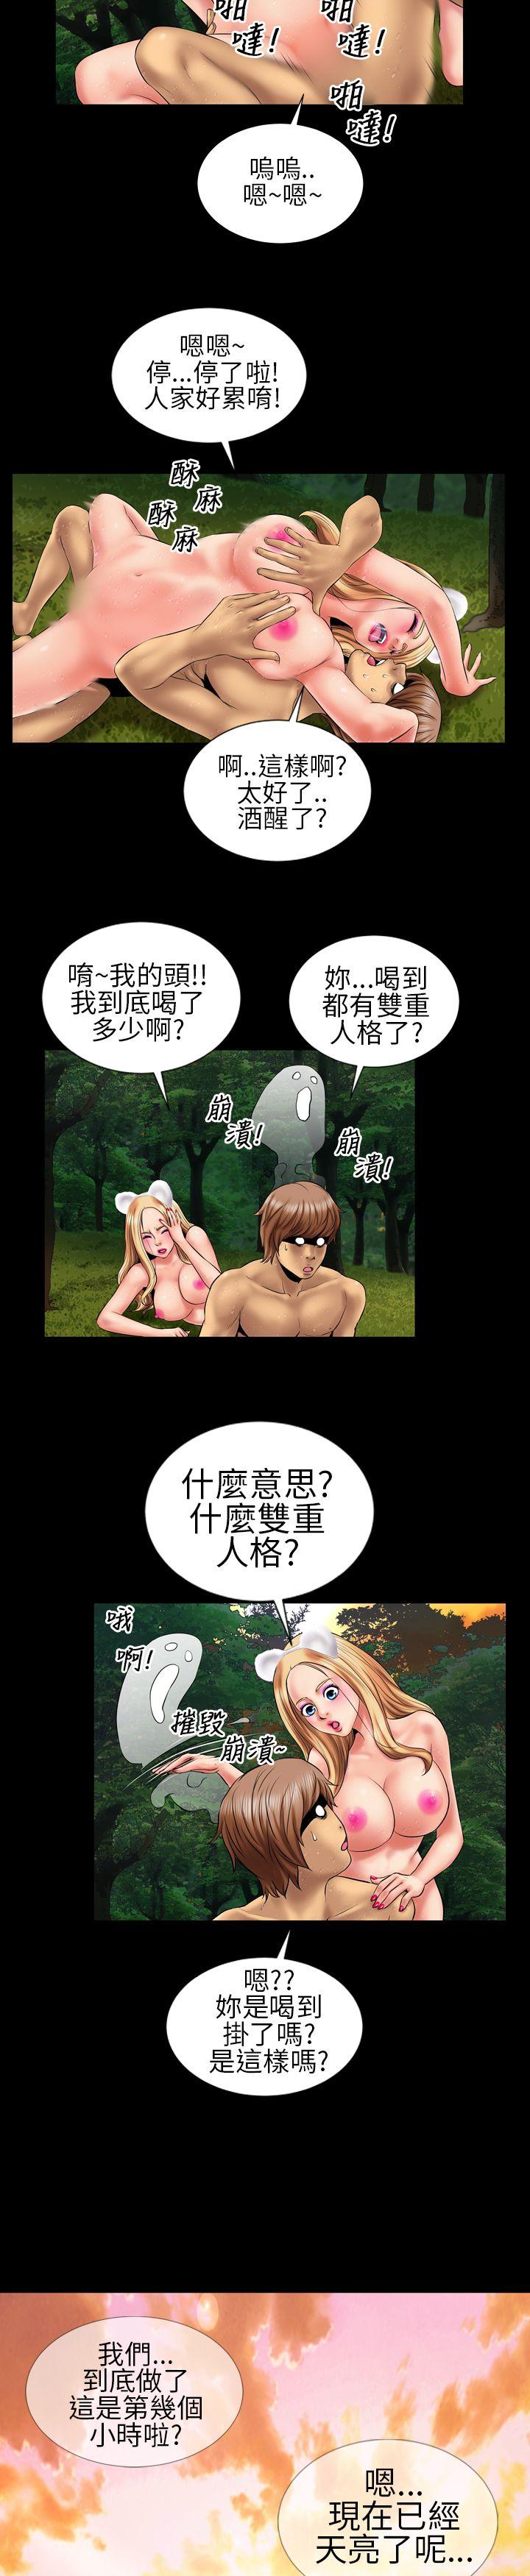 啪
噠!
啪
噠!
啪
噠!
嗚嗚..
嗯~嗯~
嗯嗯~
停...停了啦!
人家好累唷!
酥麻
酥麻
啊..這樣啊?
太好了..
酒醒了?
唷~我的頭!!
我到底喝了
多少啊?
妳...喝到
都有雙重
人格了?
崩潰!
崩潰!
什麼意思?
什麼雙重
人格?
哦
啊!
摧毀
崩潰~
嗯??
妳是喝到
掛了嗎?
是這樣嗎?
我們...
到底做了
這是第幾個
小時啦?
嗯...
現在已經
天亮了呢...